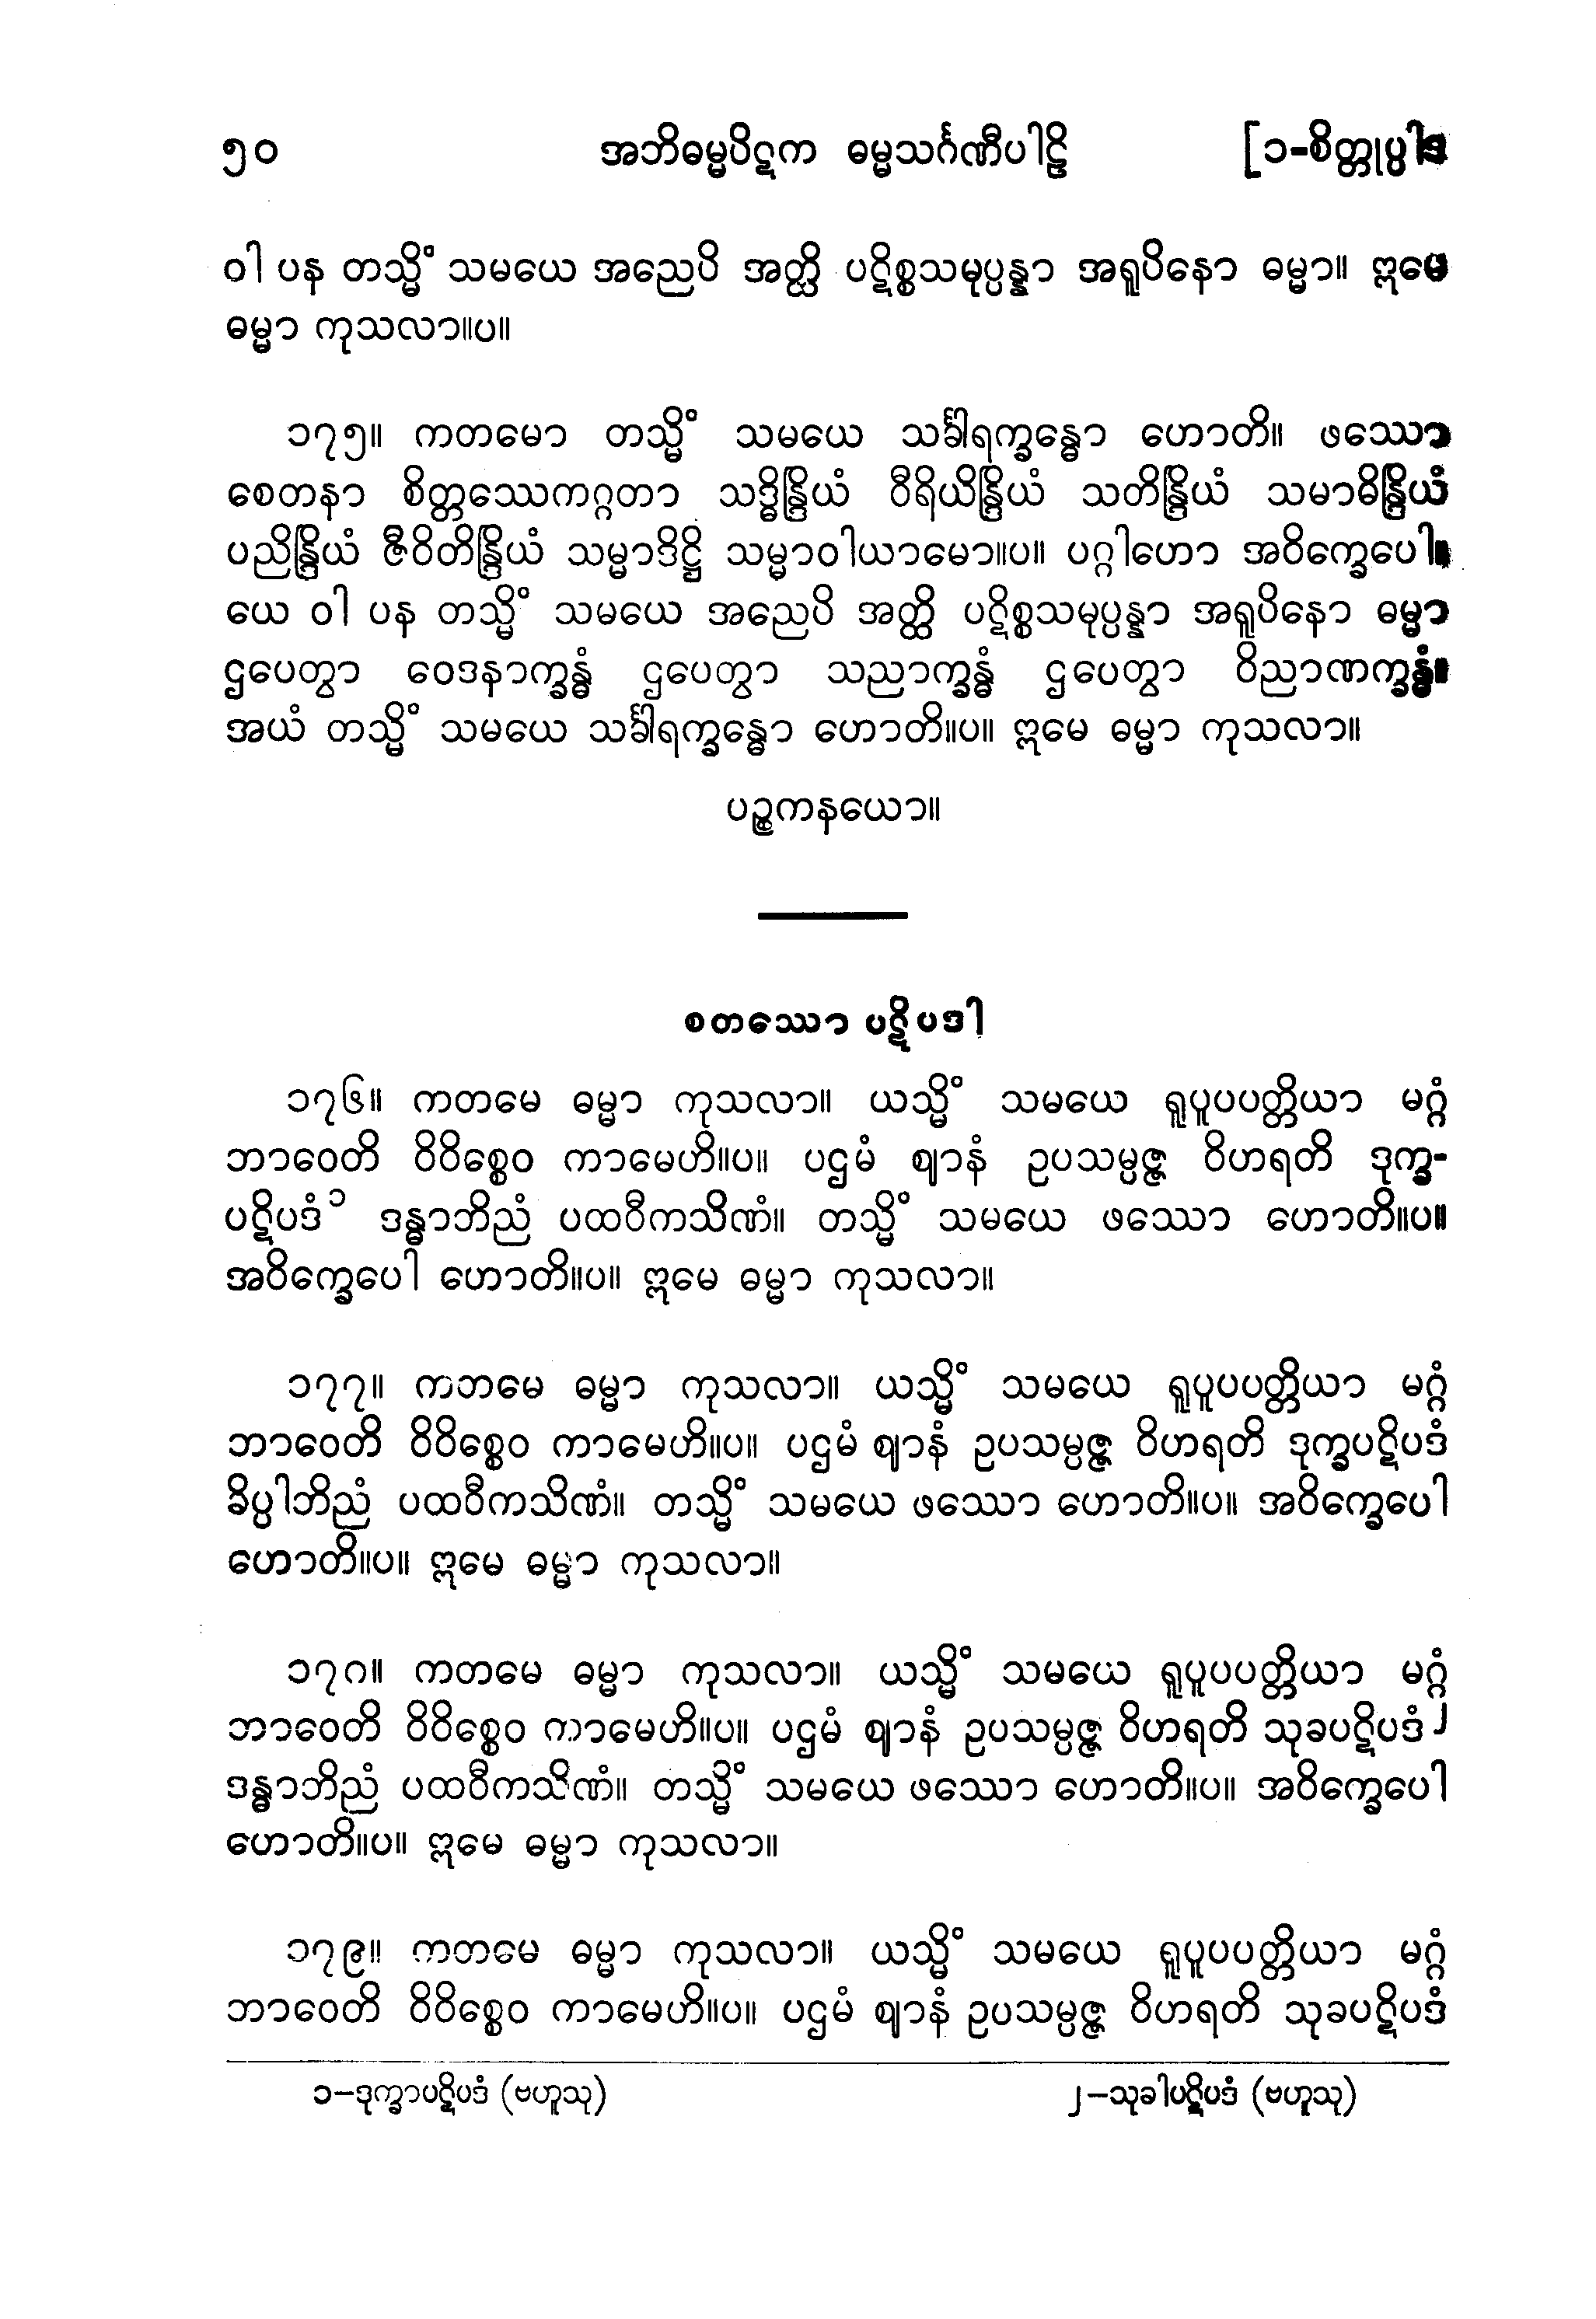 ၅၀ အဘိဓမ္မပိဋက ဓမ္မသင်္ဂဏီပါဠိ [၁-စိတ္တုပ္ပါဒ
ဝါ ပန တသ္မိံ သမယေ အညေပိ အတ္ထိ ပဋိစ္စသမုပ္ပန္နာ အရူပိနော ဓမ္မာ။ ဣမေ
ဓမ္မာ ကုသလာ။ပ။
၁၇၅။ ကတမော တသ္မိံ သမယေ သင်္ခါရက္ခန္ဓော ဟောတိ။ ဖဿော
စေတနာ စိတ္တဿေကဂ္ဂတာ သဒ္ဓိန္ဒြိယံ ဝီရိယိန္ဒြိယံ သတိန္ဒြိယံ သမာဓိန္ဒြိယံ
ပညိန္ဒြိယံ ဇီဝိတိန္ဒြိယံ သမ္မာဒိဋ္ဌိ သမ္မာဝါယာမော။ပ။ ပဂ္ဂါဟော အဝိက္ခေပေါ။
ယေ ဝါ ပန တသ္မိံ သမယေ အညေပိ အတ္ထိ ပဋိစ္စသမုပ္ပန္နာ အရူပိနော ဓမ္မာ
ဌပေတွာ ဝေဒနာက္ခန္ဓံ ဌပေတွာ သညာက္ခန္ဓံ ဌပေတွာ ဝိညာဏက္ခန္ဓံ။
အယံ တသ္မိံ သမယေ သင်္ခါရက္ခန္ဓော ဟောတိ။ပ။ ဣမေ ဓမ္မာ ကုသလာ။
ပဉ္စကနယော။
စတဿော ပဋိပဒါ
၁၇၆။ ကတမေ ဓမ္မာ ကုသလာ။ ယသ္မိံ သမယေ ရူပူပပတ္တိယာ မဂ္ဂံ
ဘာဝေတိ ဝိဝိစ္စေဝ ကာမေဟိ။ပ။ ပဌမံ ဈာနံ ဥပသမ္ပဇ္ဇ ဝိဟရတိ ဒုက္ခ-
ပဋိပဒံ၁ ဒန္ဓာဘိညံ ပထဝီကသိဏံ။ တသ္မိံ သမယေ ဖဿော ဟောတိ။ပ။
အဝိက္ခေပေါ ဟောတိ။ပ။ ဣမေ ဓမ္မာ ကုသလာ။
၁၇၇။ ကတမေ ဓမ္မာ ကုသလာ။ ယသ္မိံ သမယေ ရူပူပပတ္တိယာ မဂ္ဂံ
ဘာဝေတိ ဝိဝိစ္စေဝ ကာမေဟိ။ပ။ ပဌမံ ဈာနံ ဥပသမ္ပဇ္ဇ ဝိဟရတိ ဒုက္ခပဋိပဒံ
ခိပ္ပါဘိညံ ပထဝီကသိဏံ။ တသ္မိံ သမယေ ဖဿော ဟောတိ။ပ။ အဝိက္ခေပေါ
ဟောတိ။ပ။ ဣမေ ဓမ္မာ ကုသလာ။
၁၇၈။ ကတမေ ဓမ္မာ ကုသလာ။ ယသ္မိံ သမယေ ရူပူပပတ္တိယာ မဂ္ဂံ
ဘာဝေတိ ဝိဝိစ္စေဝ ကာမေဟိ။ပ။ ပဌမံ ဈာနံ ဥပသမ္ပဇ္ဇ ဝိဟရတိ သုခပဋိပဒံ၂
ဒန္ဓာဘိညံ ပထဝီကသိဏံ။ တသ္မိံ သမယေ ဖဿော ဟောတိ။ပ။ အဝိက္ခေပေါ
ဟောတိ။ပ။ ဣမေ ဓမ္မာ ကုသလာ။
၁၇၉။ ကတမေ ဓမ္မာ ကုသလာ။ ယသ္မိံ သမယေ ရူပူပပတ္တိယာ မဂ္ဂံ
ဘာဝေတိ ဝိဝိစ္စေဝ ကာမေဟိ။ပ။ ပဌမံ ဈာနံ ဥပသမ္ပဇ္ဇ ဝိဟရတိ သုခပဋိပဒံ
၁-ဒုက္ခာပဋိပဒံ (ဗဟူသု) ၂-သုခါပဋိပဒံ (ဗဟူသု)